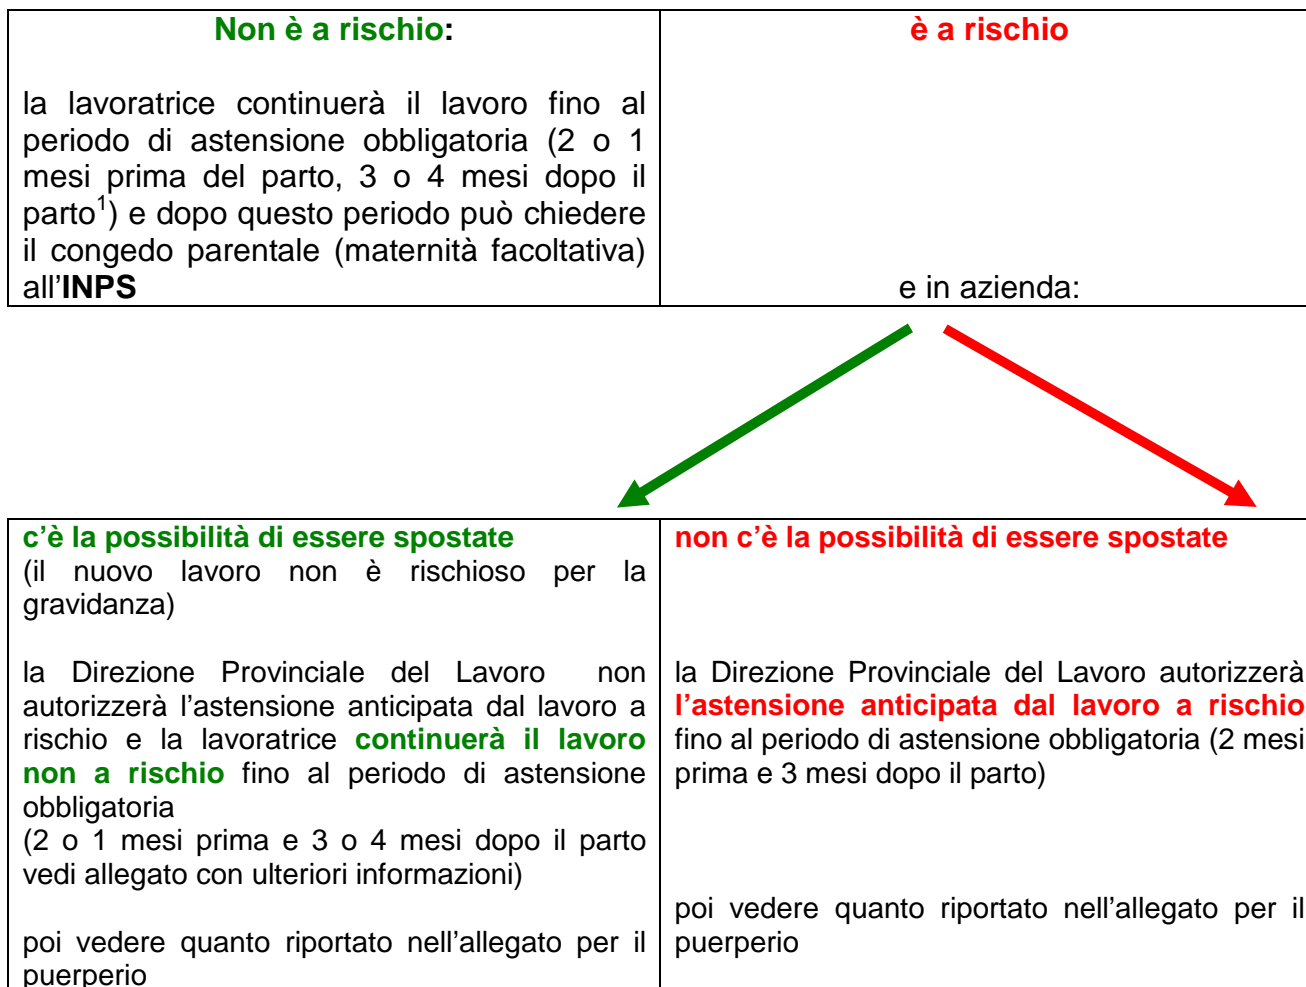 Non è a rischio:
la lavoratrice continuerà il lavoro fino al
periodo di astensione obbligatoria (2 o 1
mesi prima del parto, 3 o 4 mesi dopo il
parto1) e dopo questo periodo può chiedere
il congedo parentale (maternità facoltativa)
all’INPS
è a rischio
e in azienda:
c’è la possibilità di essere spostate
(il nuovo lavoro non è rischioso per la
gravidanza)
la Direzione Provinciale del Lavoro non
autorizzerà l’astensione anticipata dal lavoro a
rischio e la lavoratrice continuerà il lavoro
non a rischio fino al periodo di astensione
obbligatoria
(2 o 1 mesi prima e 3 o 4 mesi dopo il parto
vedi allegato con ulteriori informazioni)
poi vedere quanto riportato nell’allegato per il
puerperio
non c’è la possibilità di essere spostate
la Direzione Provinciale del Lavoro autorizzerà
l’astensione anticipata dal lavoro a rischio
fino al periodo di astensione obbligatoria (2 mesi
prima e 3 mesi dopo il parto)
poi vedere quanto riportato nell’allegato per il
puerperio